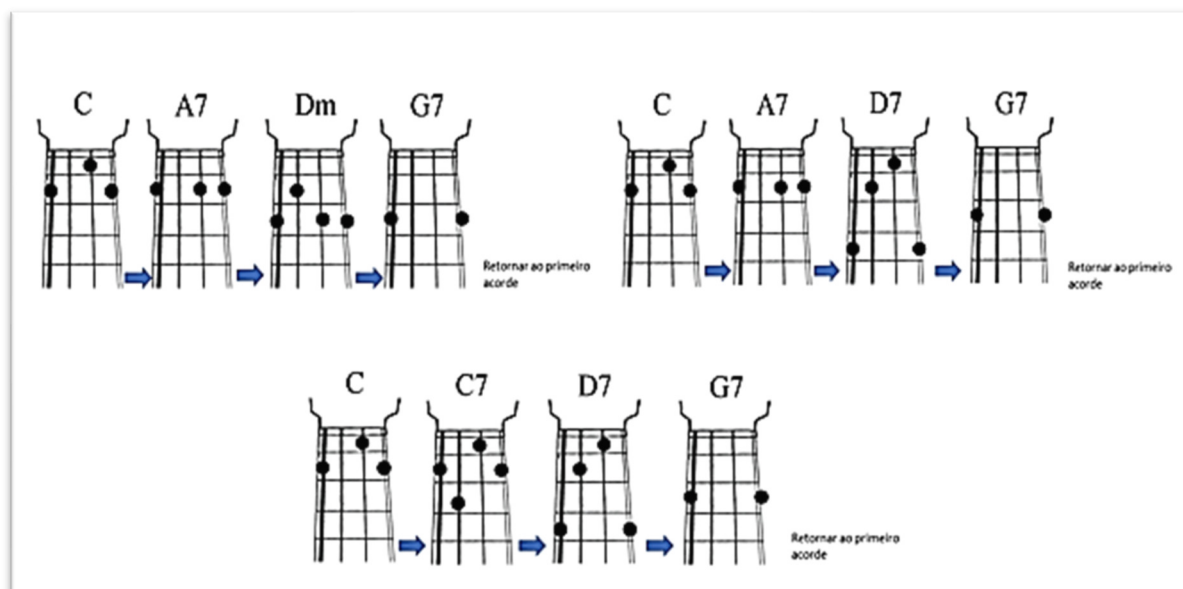 C A7 Dm G7
Retornar ao primeiro
acorde
C A7 D7 G7
Retornar ao primeiro
acorde
C C7 D7 G7
Retornar ao primeiro
acorde